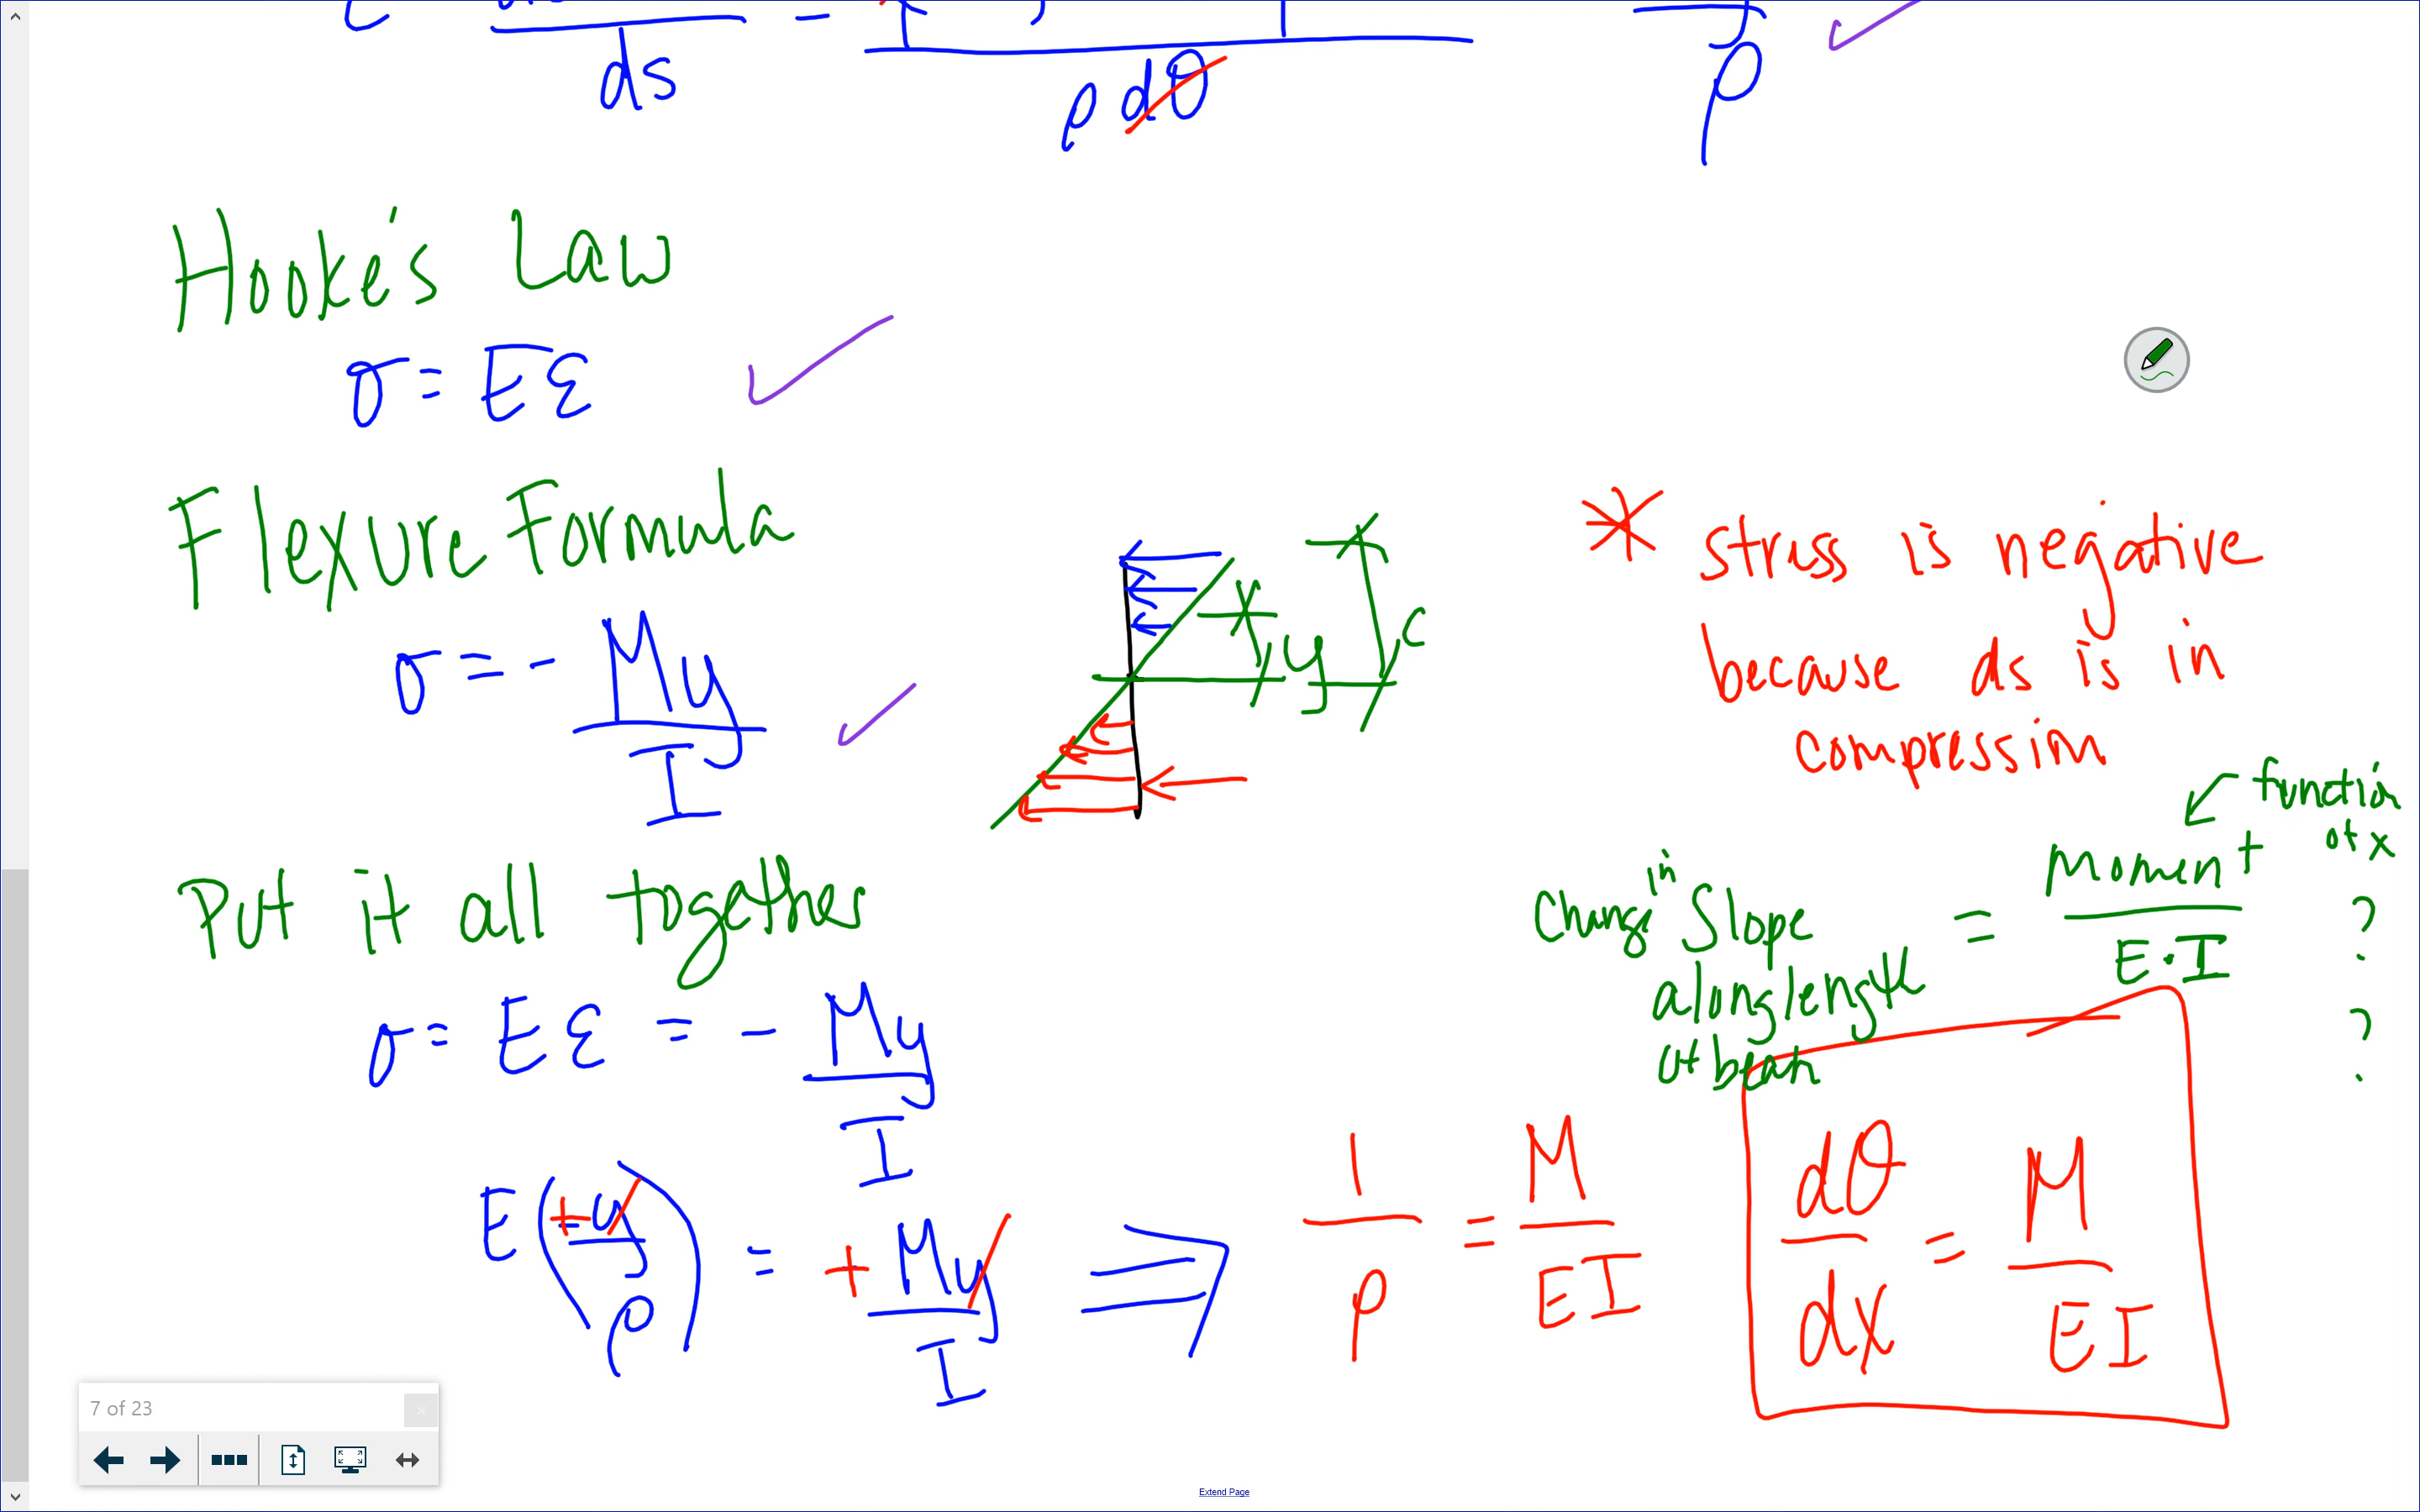 ds
ρ dθ
ρ
Hooke's Law
σ = Eε
Flexure Formula
σ = - My / I
y
c
* stress is negative
because ds is in
compression
function
of x
Change in Slope
along length
of beam
= Moment / E · I
?
?
Put it all together
σ = Eε = - My / I
E(+y / ρ) = + My / I ⇒ 1 / ρ = M / EI
dθ / dx = M / EI
7 of 23
Extend Page